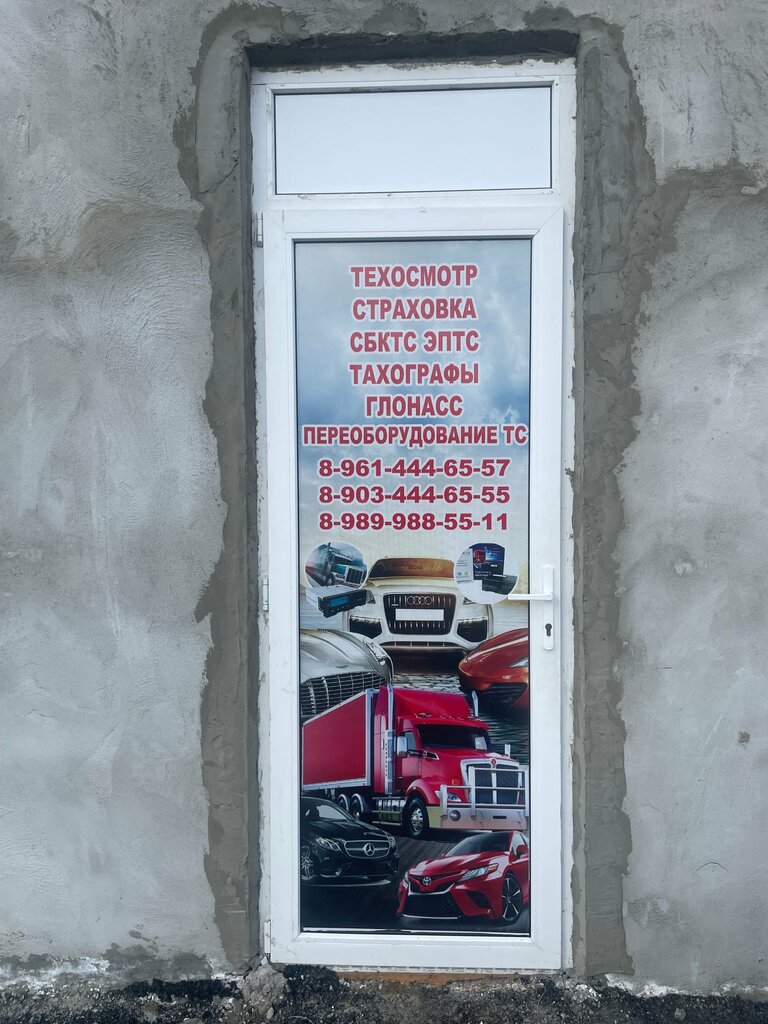 ТЕХОСМОТР
СТРАХОВКА
СБКТС ЭПТС
ТАХОГРАФЫ
ГЛОНАСС
ПЕРЕОБОРУДОВАНИЕ ТС
8-961-444-65-57
8-903-444-65-55
8-989-988-55-11